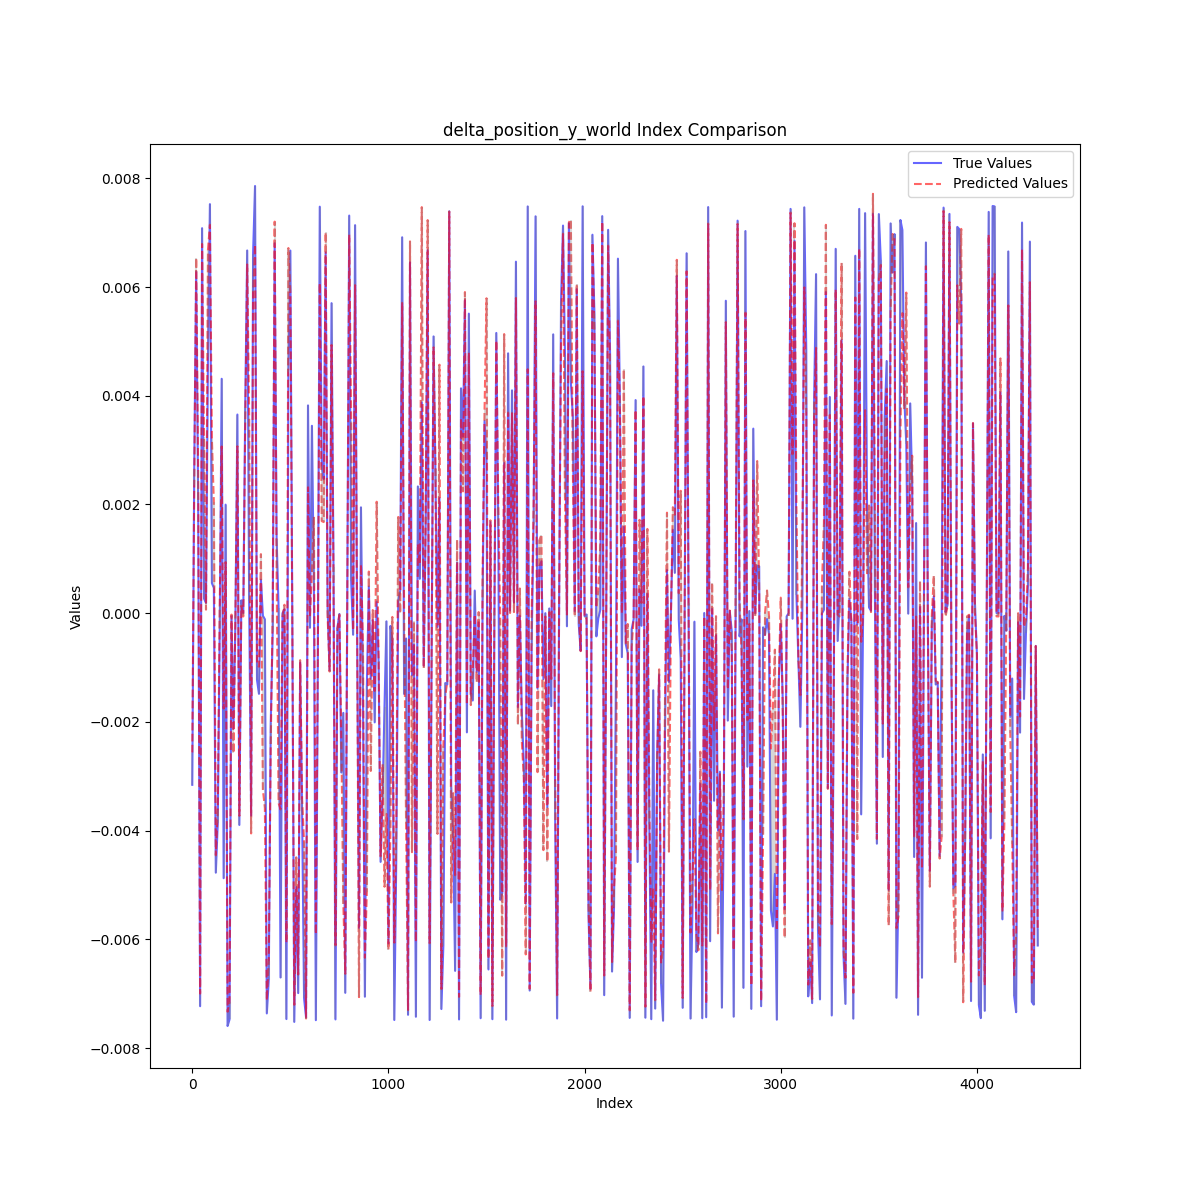 delta_position_y_world Index Comparison
True Values
Predicted Values
0.008
0.006
0.004
0.002
0.000
−0.002
−0.004
−0.006
−0.008
Values
0
1000
2000
3000
4000
Index